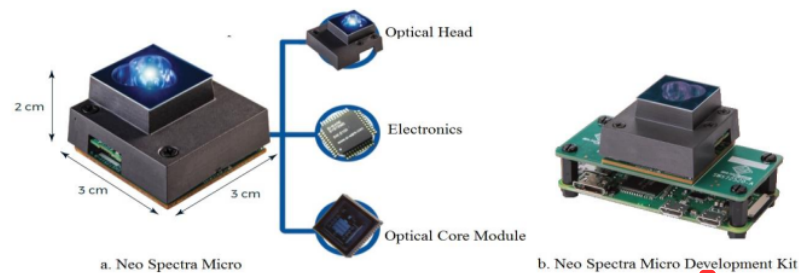 Optical Head
2 cm
Electronics
3 cm
3 cm
Optical Core Module
a. Neo Spectra Micro
b. Neo Spectra Micro Development Kit